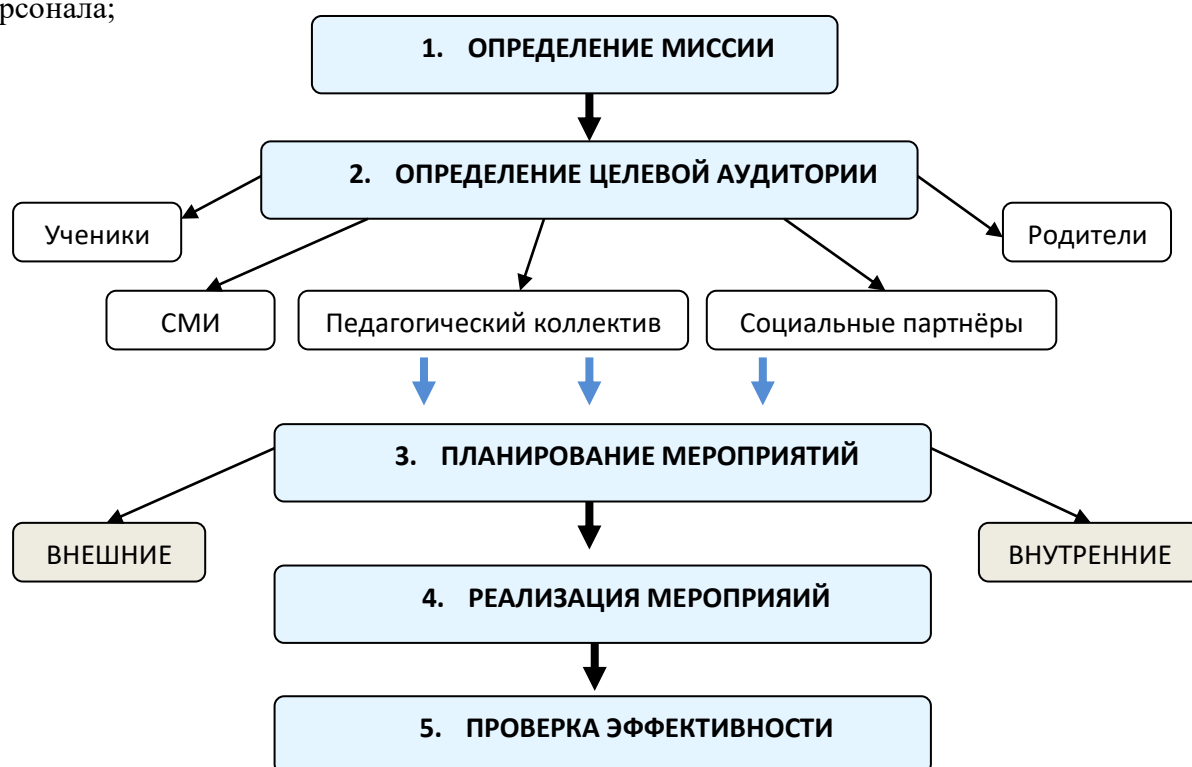 рсонала;
1. ОПРЕДЕЛЕНИЕ МИССИИ
2. ОПРЕДЕЛЕНИЕ ЦЕЛЕВОЙ АУДИТОРИИ
Ученики
Родители
СМИ
Педагогический коллектив
Социальные партнёры
3. ПЛАНИРОВАНИЕ МЕРОПРИЯТИЙ
ВНЕШНИЕ
ВНУТРЕННИЕ
4. РЕАЛИЗАЦИЯ МЕРОПРИЯИЙ
5. ПРОВЕРКА ЭФФЕКТИВНОСТИ